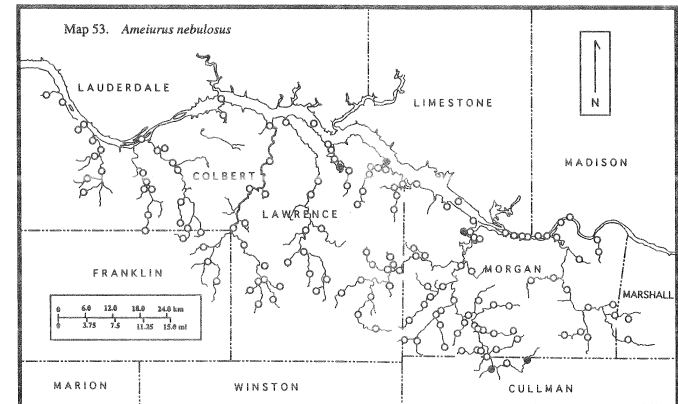 Map 53. Ameiurus nebulosus
LAUDERDALE
LIMESTONE
N
MADISON
COLBERT
LAWRENCE
FRANKLIN
MORGAN
MARSHALL
0 6.0 12.0 18.0 24.0 km
0 3.75 7.5 11.25 15.0 mi
MARION
WINSTON
CULLMAN